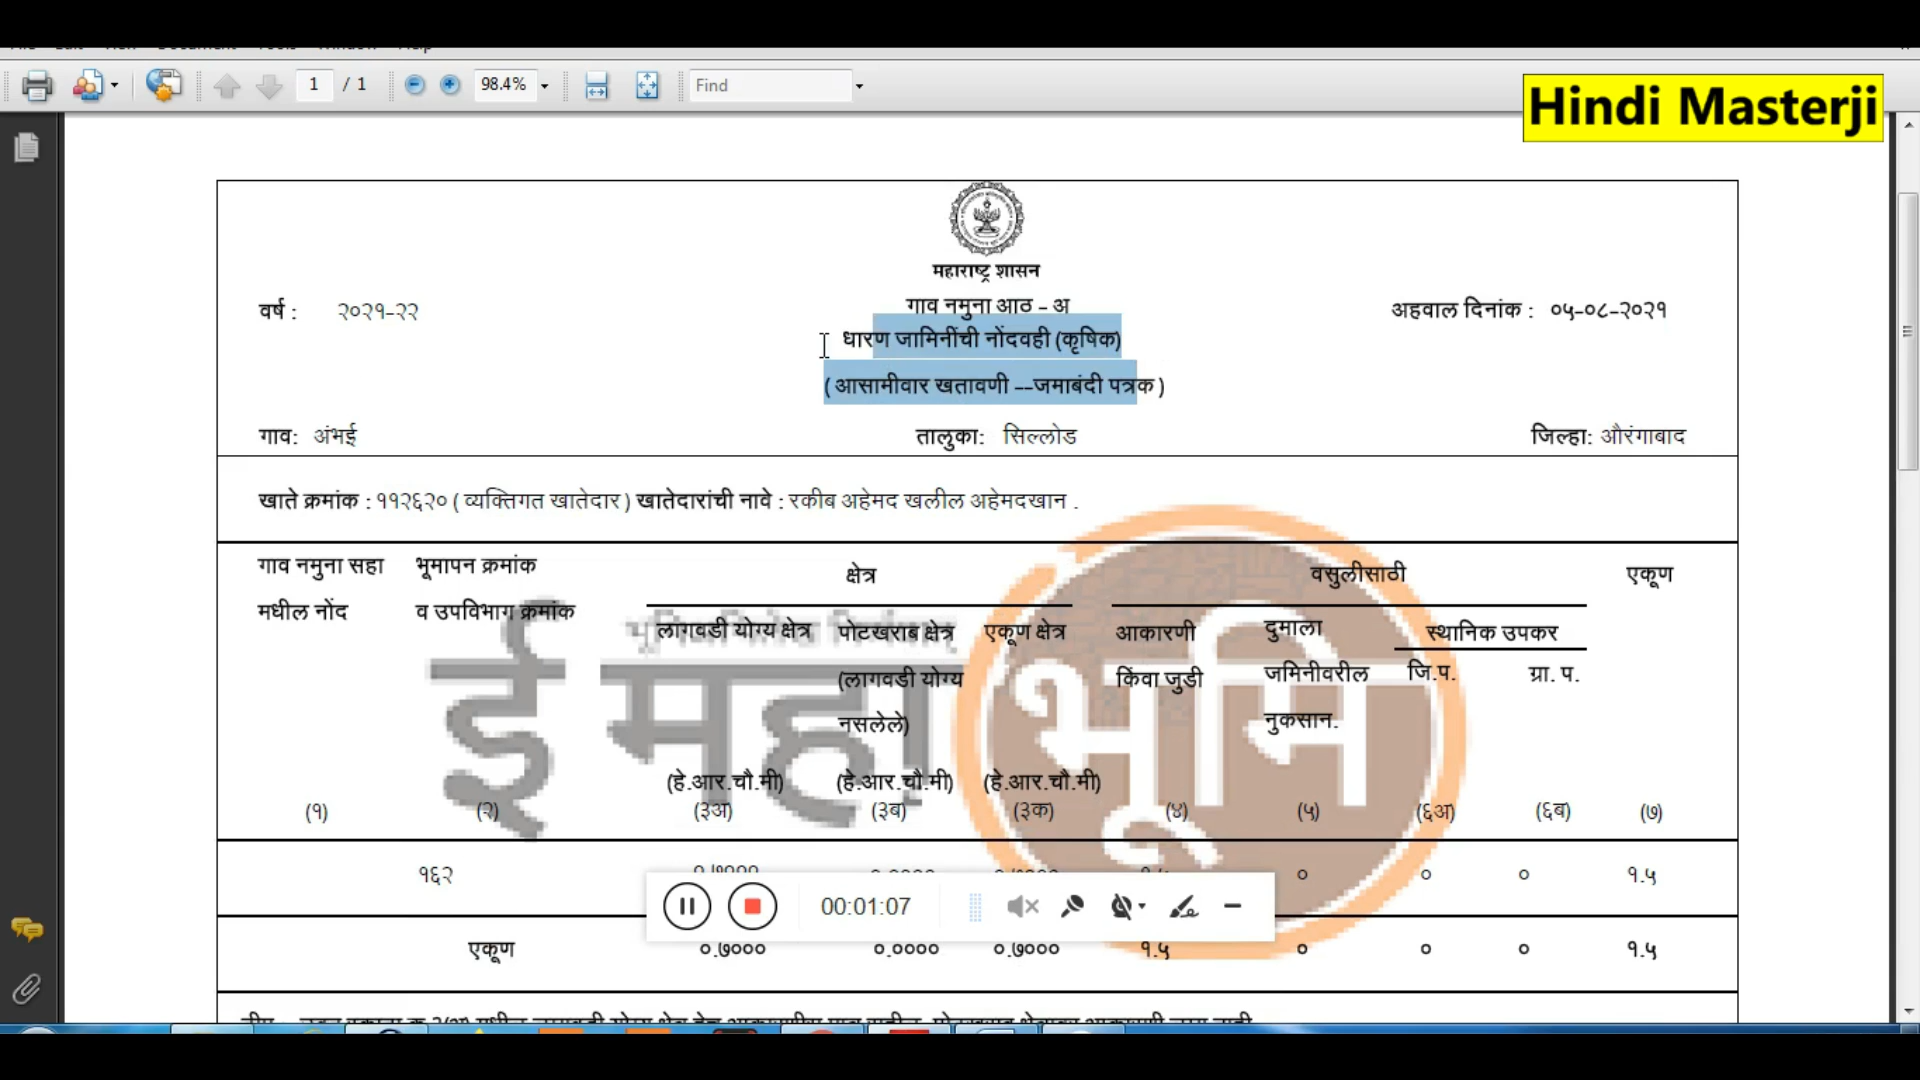 1 / 1 98.4% Find
Hindi Masterji
महाराष्ट्र शासन
गाव नमुना आठ - अ
वर्ष : २०२१-२२ अहवाल दिनांक : ०५-०८-२०२१
धारण जामिनींची नोंदवही (कृषिक)
( आसामीवार खतावणी --जमाबंदी पत्रक )
गाव: अंभई तालुका: सिल्लोड जिल्हा: औरंगाबाद
खाते क्रमांक : ११२६२० ( व्यक्तिगत खातेदार ) खातेदारांची नावे : रकीब अहेमद खलील अहेमदखान .
गाव नमुना सहा भूमापन क्रमांक क्षेत्र वसुलीसाठी एकूण
मधील नोंद व उपविभाग क्रमांक
लागवडी योग्य क्षेत्र पोटखराब क्षेत्र एकूण क्षेत्र आकारणी दुमाला स्थानिक उपकर
(लागवडी योग्य किंवा जुडी जमिनीवरील जि.प. ग्रा. प.
नसलेले) नुकसान.
(हे.आर.चौ.मी) (हे.आर.चौ.मी) (हे.आर.चौ.मी)
(१) (२) (३अ) (३ब) (३क) (४) (५) (६अ) (६ब) (७)
ई महा भूमि
१६२ ० ० ० १.५
00:01:07
एकूण ०.७००० ०.०००० ०.७००० १.५ ० ० ० १.५